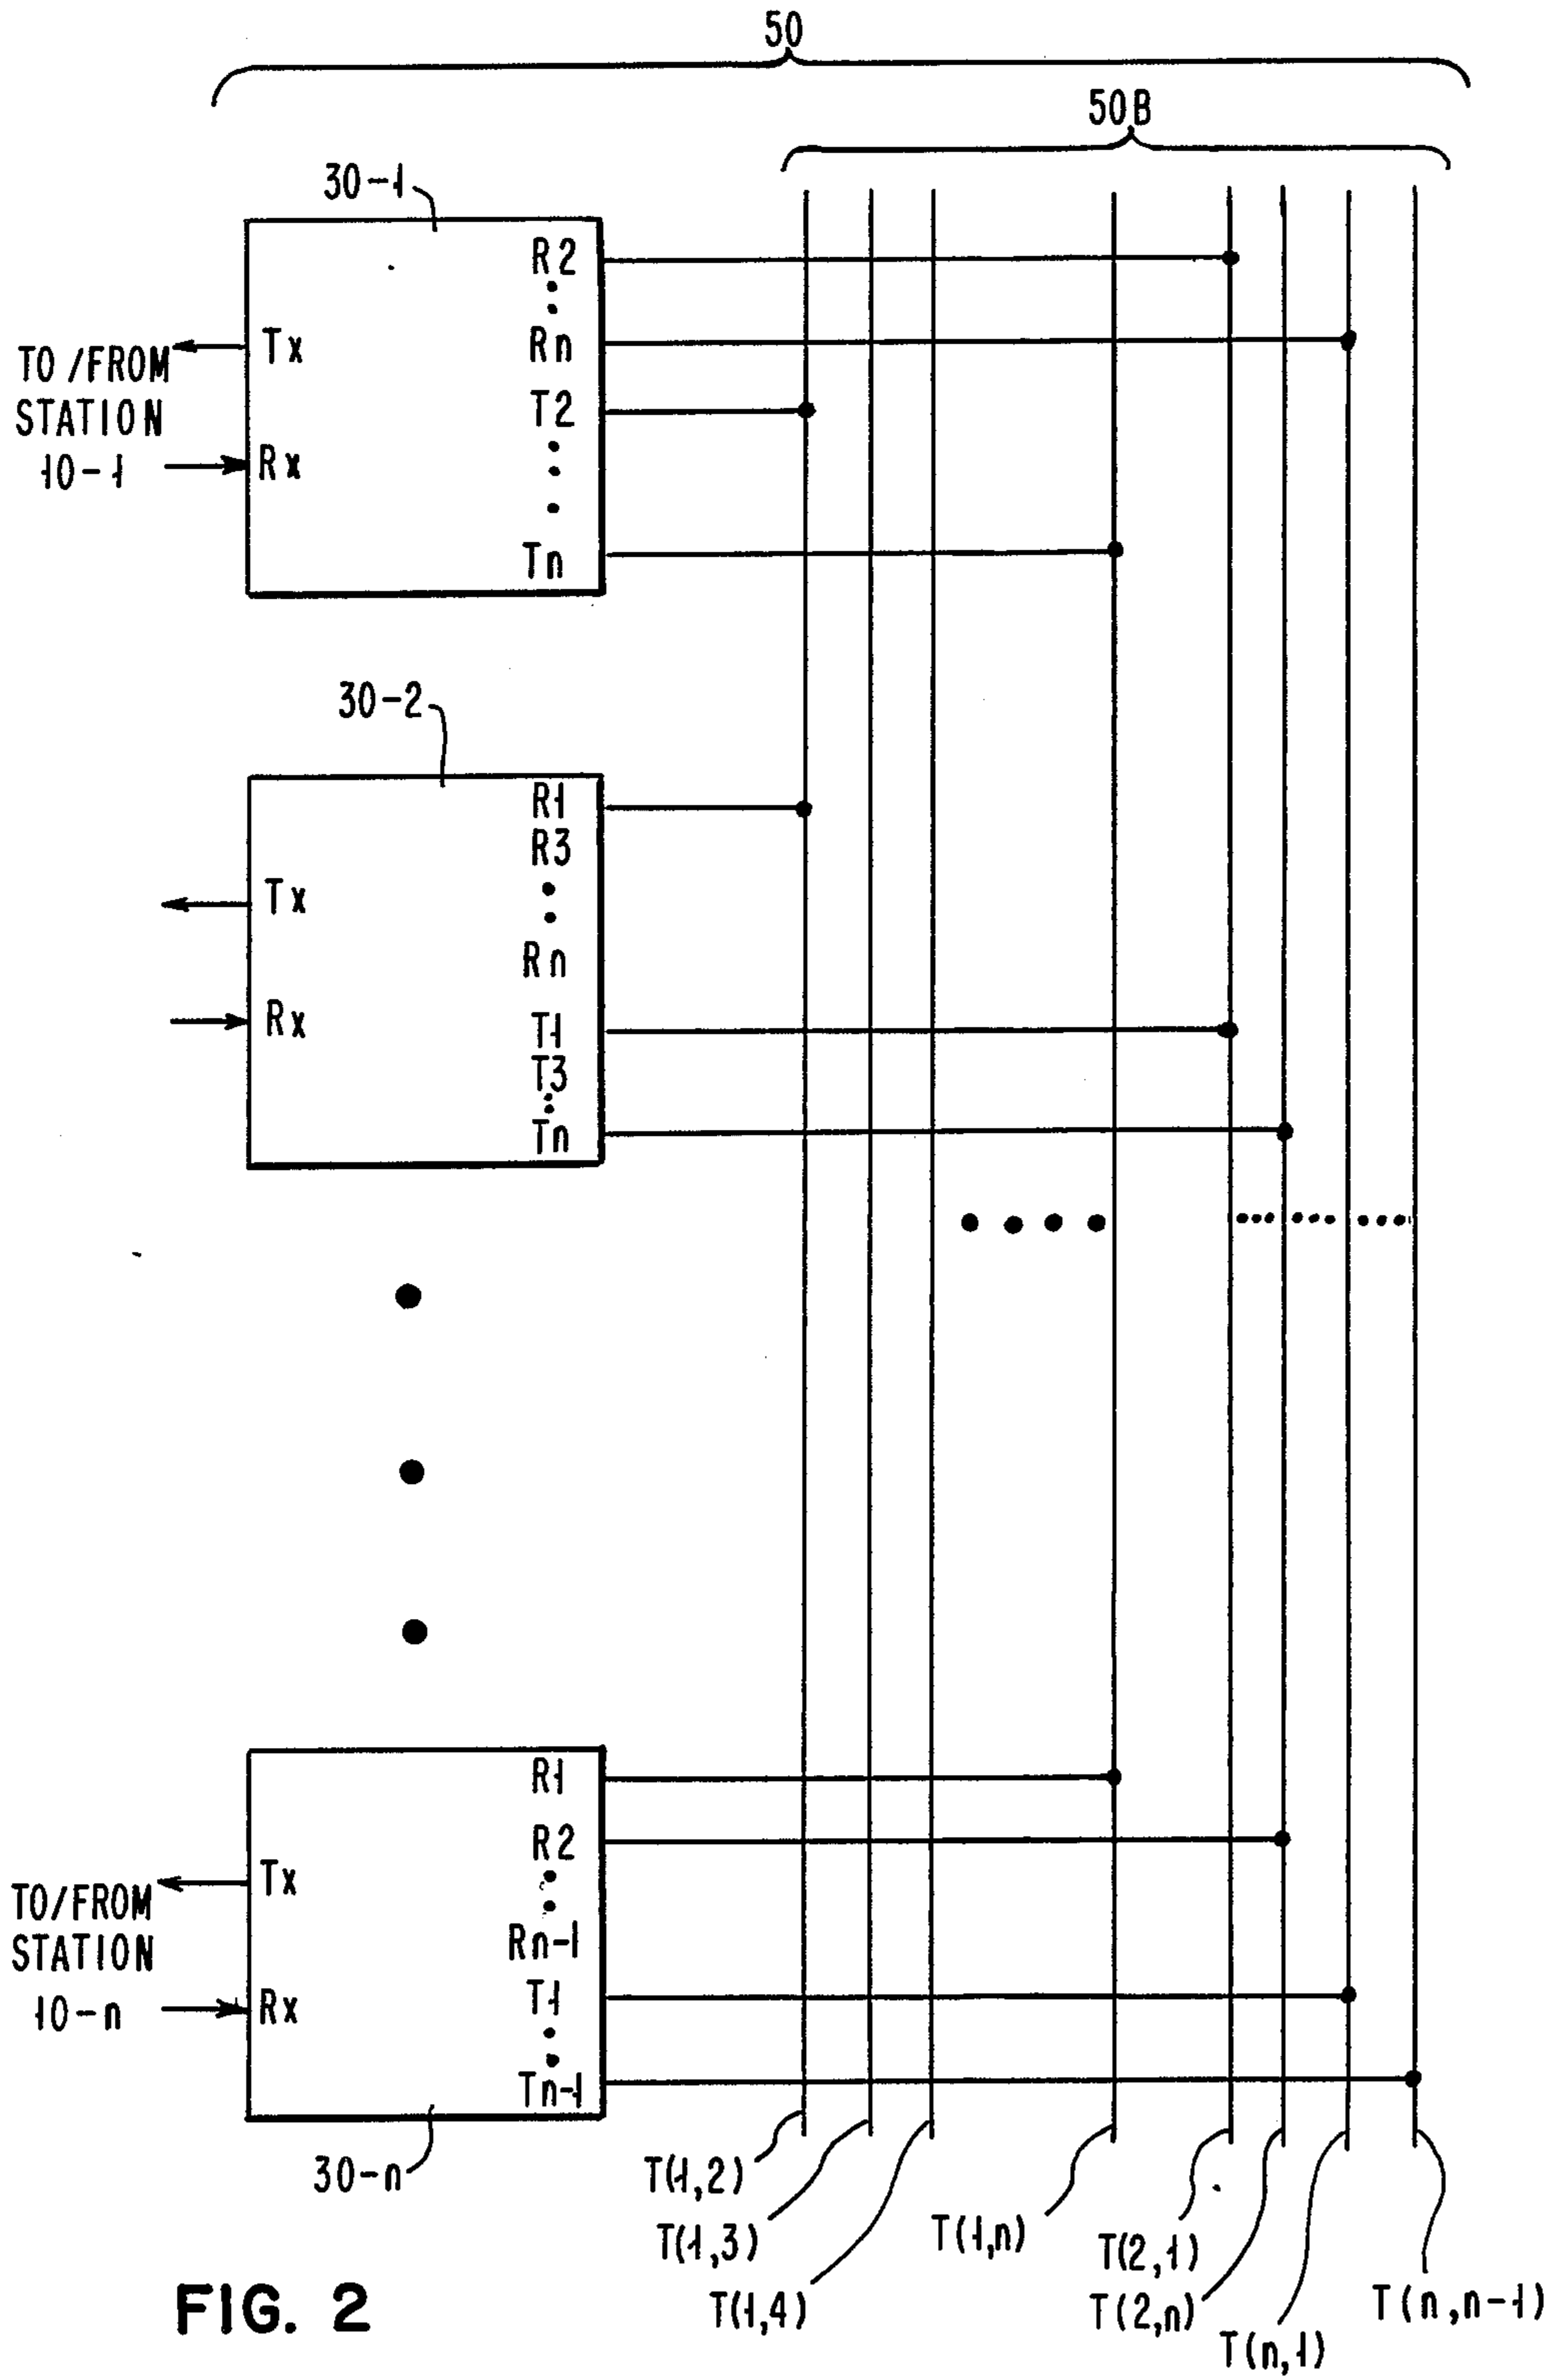 50
50B
30-1
R2
Rn
Tx
TO/FROM
STATION
10-1
T2
Rx
Tn
30-2
R1
R3
Tx
Rn
Rx
T1
T3
Tn
R1
R2
Tx
TO/FROM
STATION
10-n
Rn-1
T1
Rx
Tn-1
30-n
T(1,2)
T(1,3)
T(1,4)
T(1,n)
T(2,1)
T(2,n)
T(n,1)
T(n,n-1)
FIG. 2